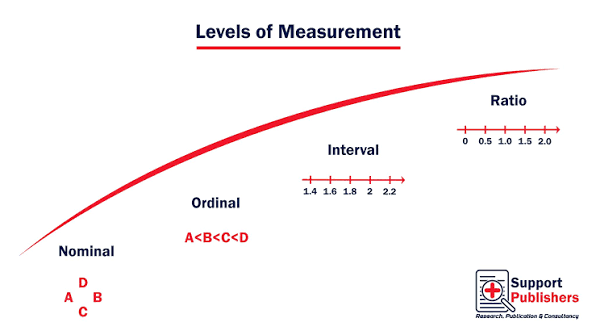 Levels of Measurement
Ratio
0 0.5 1.0 1.5 2.0
Interval
1.4 1.6 1.8 2 2.2
Ordinal
A<B<C<D
Nominal
D
A B
C
Support
Publishers
Research, Publication & Consultancy